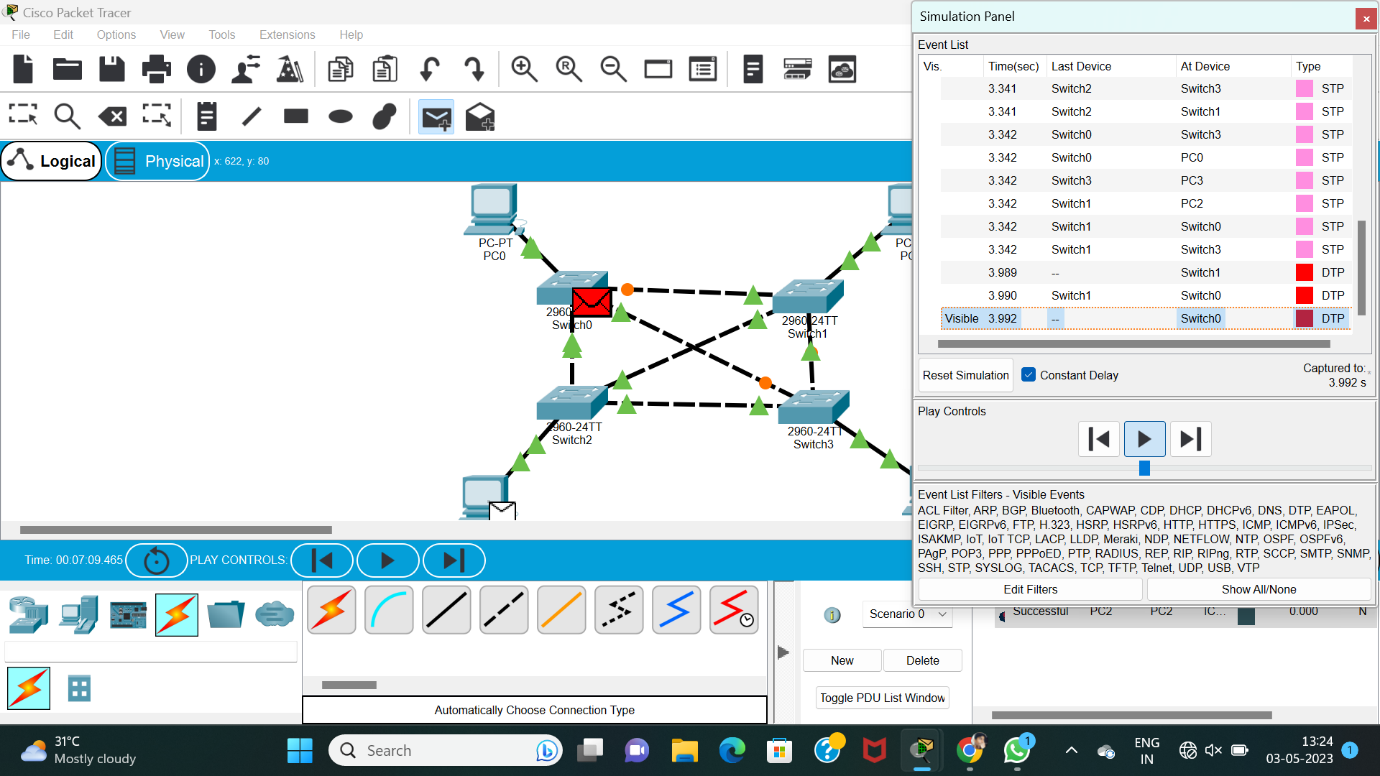 Cisco Packet Tracer
File Edit Options View Tools Extensions Help
Logical
Physical
x: 622, y: 80
PC-PT
PC0
Switch0
2960-24TT
Switch1
2960-24TT
Switch2
2960-24TT
Switch3
Simulation Panel
Event List
Vis. Time(sec) Last Device At Device Type
3.341 Switch2 Switch3 STP
3.341 Switch2 Switch1 STP
3.342 Switch0 Switch3 STP
3.342 Switch0 PC0 STP
3.342 Switch3 PC3 STP
3.342 Switch1 PC2 STP
3.342 Switch1 Switch0 STP
3.342 Switch1 Switch3 STP
3.989 -- Switch1 DTP
3.990 Switch1 Switch0 DTP
Visible 3.992 -- Switch0 DTP
Reset Simulation
Constant Delay
Captured to:
3.992 s
Play Controls
Event List Filters - Visible Events
ACL Filter, ARP, BGP, Bluetooth, CAPWAP, CDP, DHCP, DHCPv6, DNS, DTP, EAPOL,
EIGRP, EIGRPv6, FTP, H.323, HSRP, HSRPv6, HTTP, HTTPS, ICMP, ICMPv6, IPSec,
ISAKMP, IoT, IoT TCP, LACP, LLDP, Meraki, NDP, NETFLOW, NTP, OSPF, OSPFv6,
PAgP, POP3, PPP, PPPoED, PTP, RADIUS, REP, RIP, RIPng, RTP, SCCP, SMTP, SNMP,
SSH, STP, SYSLOG, TACACS, TCP, TFTP, Telnet, UDP, USB, VTP
Edit Filters
Show All/None
Time: 00:07:09.465
PLAY CONTROLS:
Automatically Choose Connection Type
Scenario 0
New
Delete
Toggle PDU List Window
Successful PC2 PC2 IC... 0.000 N
31°C
Mostly cloudy
Search
ENG
IN
13:24
03-05-2023
1
1